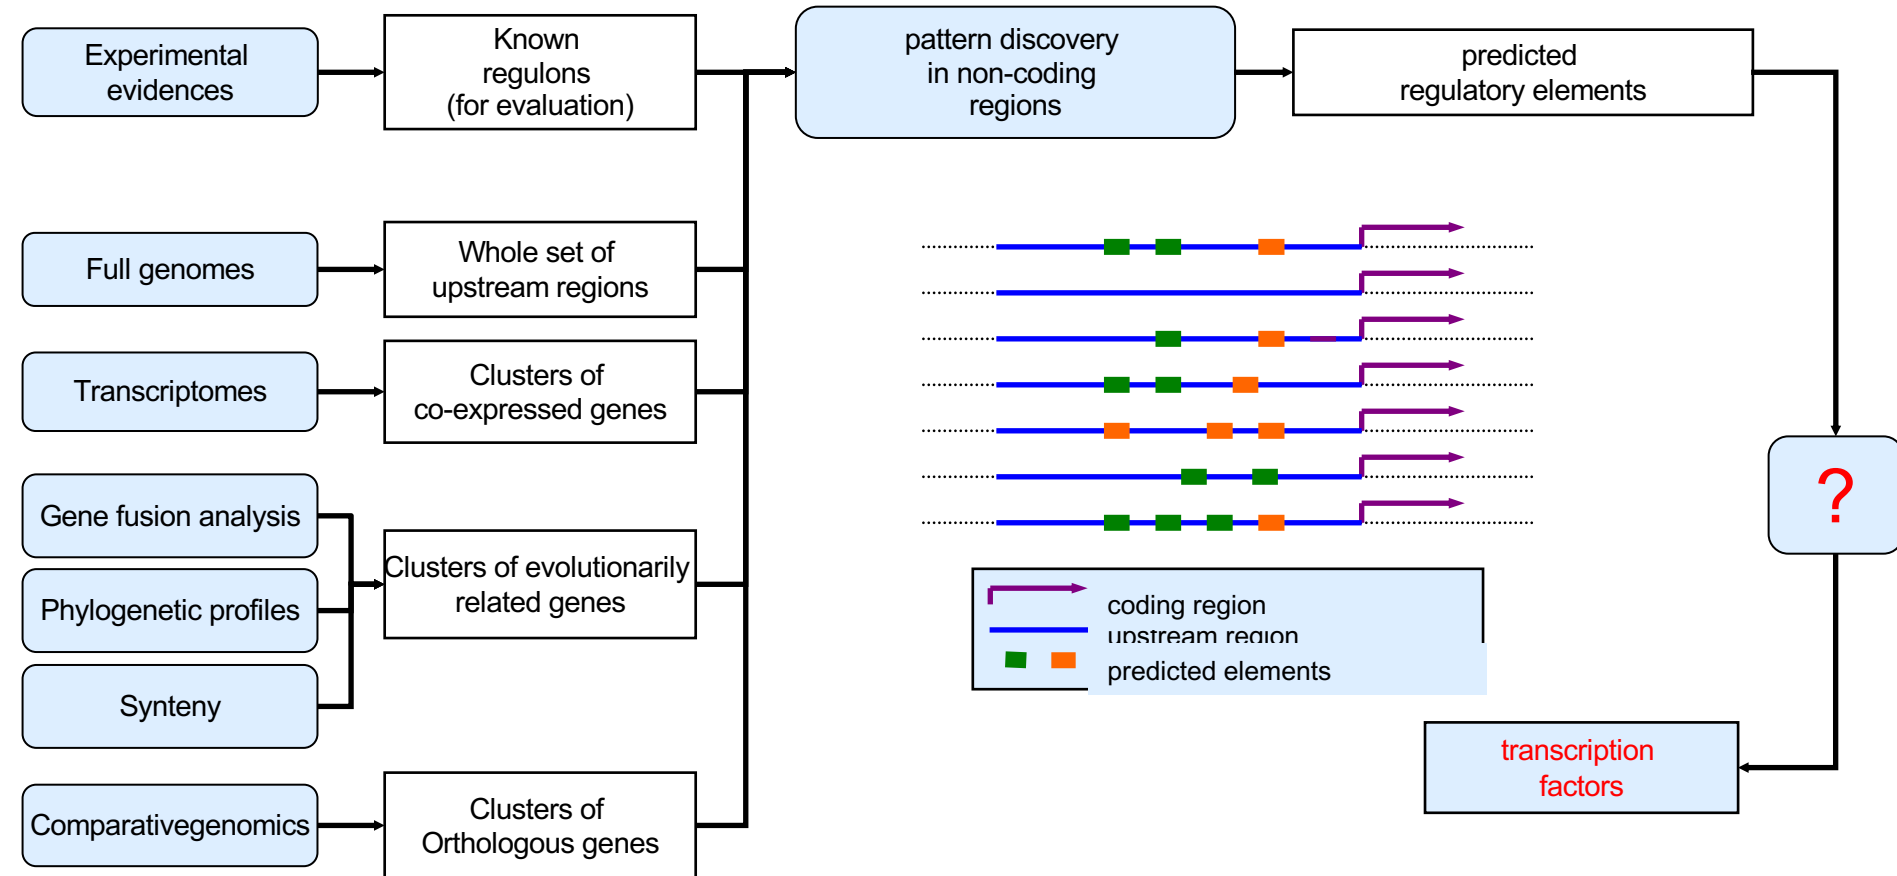 Experimental
evidences
Known
regulons
(for evaluation)
pattern discovery
in non-coding
regions
predicted
regulatory elements
Full genomes
Whole set of
upstream regions
Transcriptomes
Clusters of
co-expressed genes
Gene fusion analysis
Phylogenetic profiles
Synteny
Clusters of evolutionarily
related genes
Comparativegenomics
Clusters of
Orthologous genes
coding region
upstream region
predicted elements
?
transcription
factors